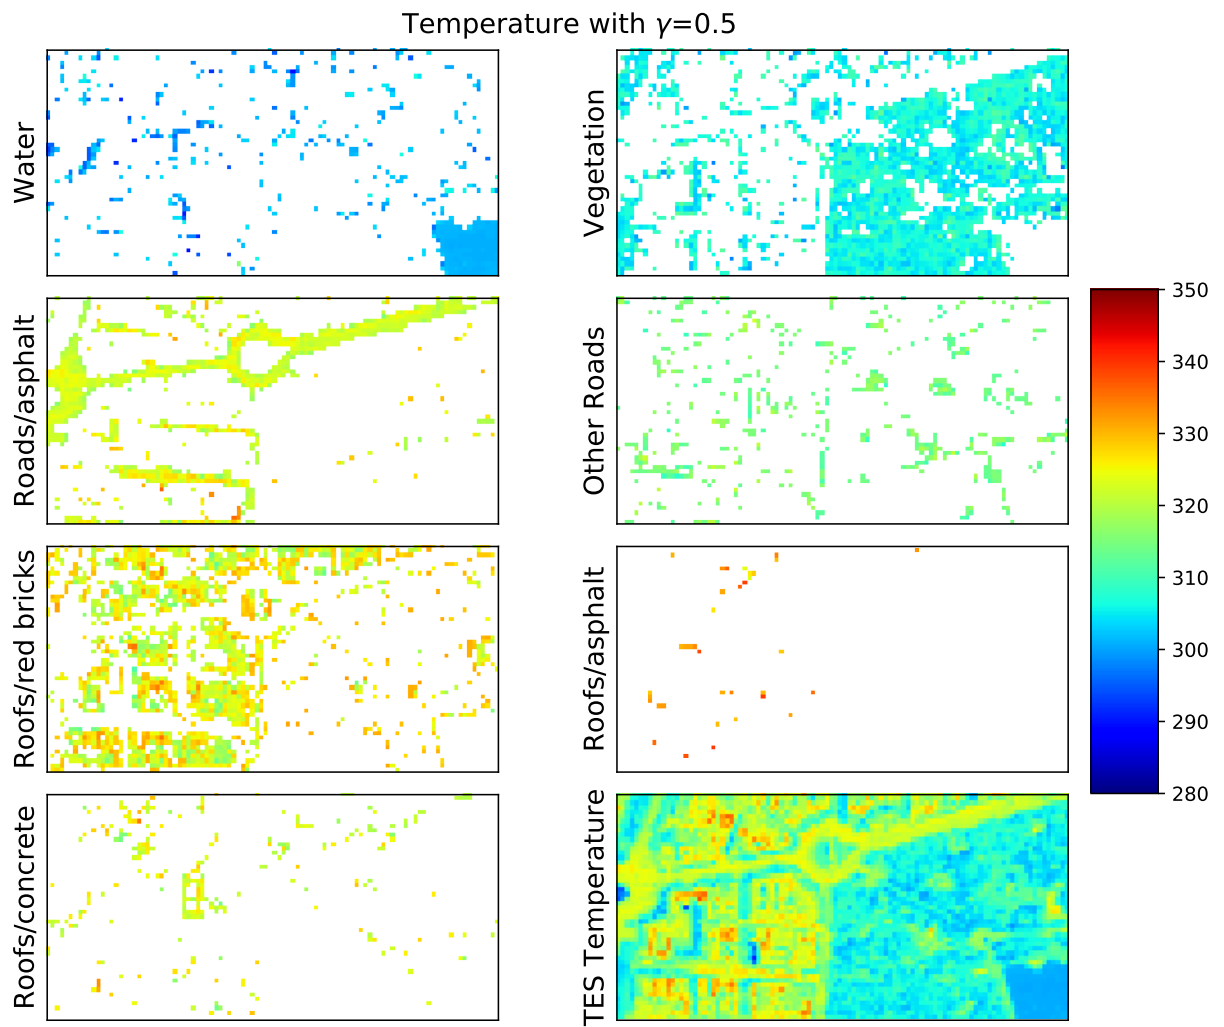 Temperature with γ=0.5
Water
Vegetation
Roads/asphalt
Other Roads
Roofs/red bricks
Roofs/asphalt
Roofs/concrete
TES Temperature
350
340
330
320
310
300
290
280